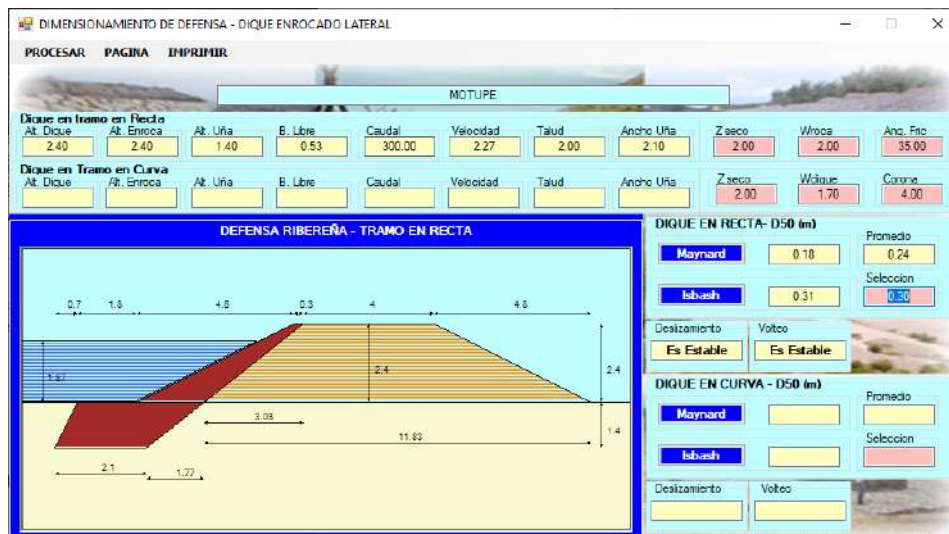 DIMENSIONAMIENTO DE DEFENSA - DIQUE ENROCADO LATERAL
PROCESAR PAGINA IMPRIMIR
MOTUPE
Dique en tramo en Recta
Alt. Dique Alt. Enroca Alt. Uña B. Libre Caudal Velocidad Talud Ancho Uña Z seco Wroca Ang. Fric
2.40 2.40 1.40 0.53 300.00 2.27 2.00 2.10 2.00 2.00 35.00
Dique en Tramo en Curva
Alt. Dique Alt. Enroca Alt. Uña B. Libre Caudal Velocidad Talud Ancho Uña Z seco Wdique Corona
2.00 1.70 4.00
DEFENSA RIBEREÑA - TRAMO EN RECTA
0.7 1.8 4.8 0.3 4 4.8
1.87
2.4
2.4
3.08
11.83
1.4
2.1
1.77
DIQUE EN RECTA- D50 (m)
Promedio
Maynard 0.18 0.24
Seleccion
Isbash 0.31 0.30
Deslizamiento Volteo
Es Estable Es Estable
DIQUE EN CURVA - D50 (m)
Promedio
Maynard
Seleccion
Isbash
Deslizamiento Volteo